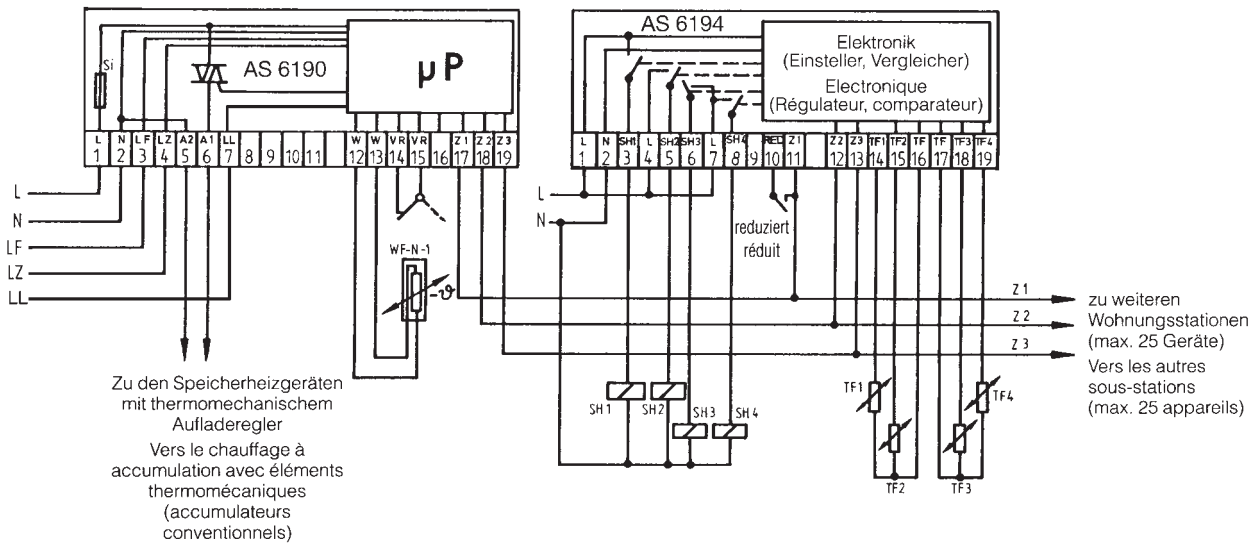 AS 6190
Si
µP
L N LF LZ A2 A1 LL W W VR VR Z1 Z2 Z3
1 2 3 4 5 6 7 8 9 10 11 12 13 14 15 16 17 18 19
L
N
LF
LZ
LL
WF-N-1
-ϑ
Zu den Speicherheizgeräten
mit thermomechanischem
Aufladeregler
Vers le chauffage à
accumulation avec éléments
thermomécaniques
(accumulateurs
conventionnels)
AS 6194
Elektronik
(Einsteller, Vergleicher)
Electronique
(Régulateur, comparateur)
L N SH1 L SH2 SH3 L SH4 RED Z1 Z2 Z3 TF1 TF2 TF TF TF3 TF4
1 2 3 4 5 6 7 8 9 10 11 12 13 14 15 16 17 18 19
L
N
reduziert
réduit
Z1
Z2
Z3
zu weiteren
Wohnungsstationen
(max. 25 Geräte)
Vers les autres
sous-stations
(max. 25 appareils)
SH1
SH2
SH3
SH4
TF1
TF2
TF3
TF4